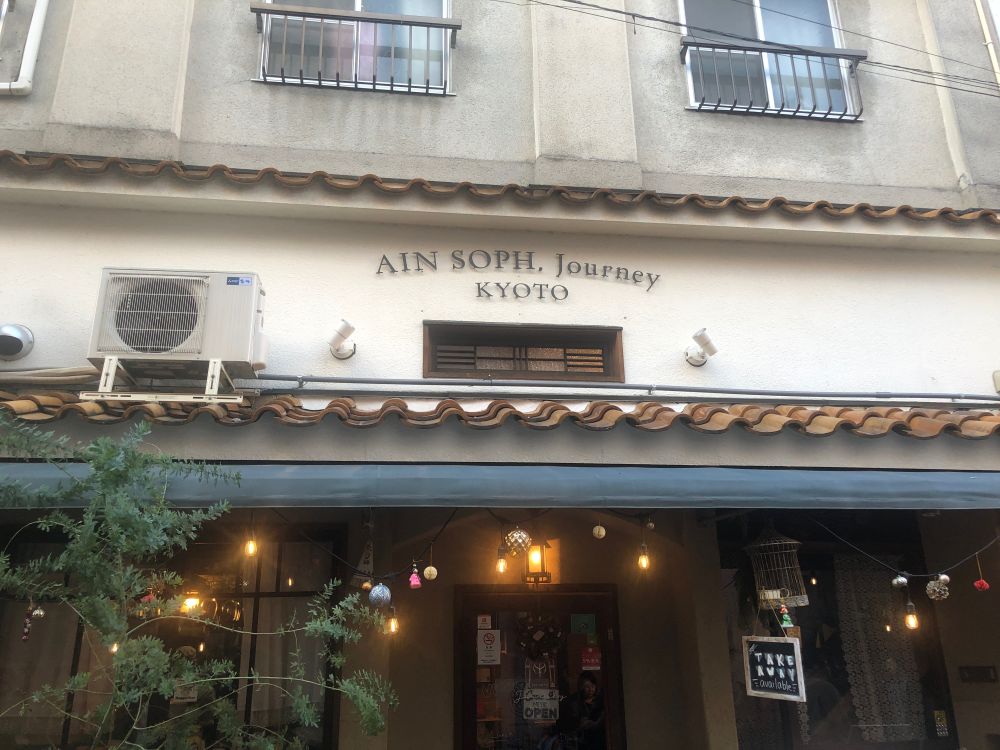 AIN SOPH. Journey
KYOTO
TAKE
AWAY
available
OPEN